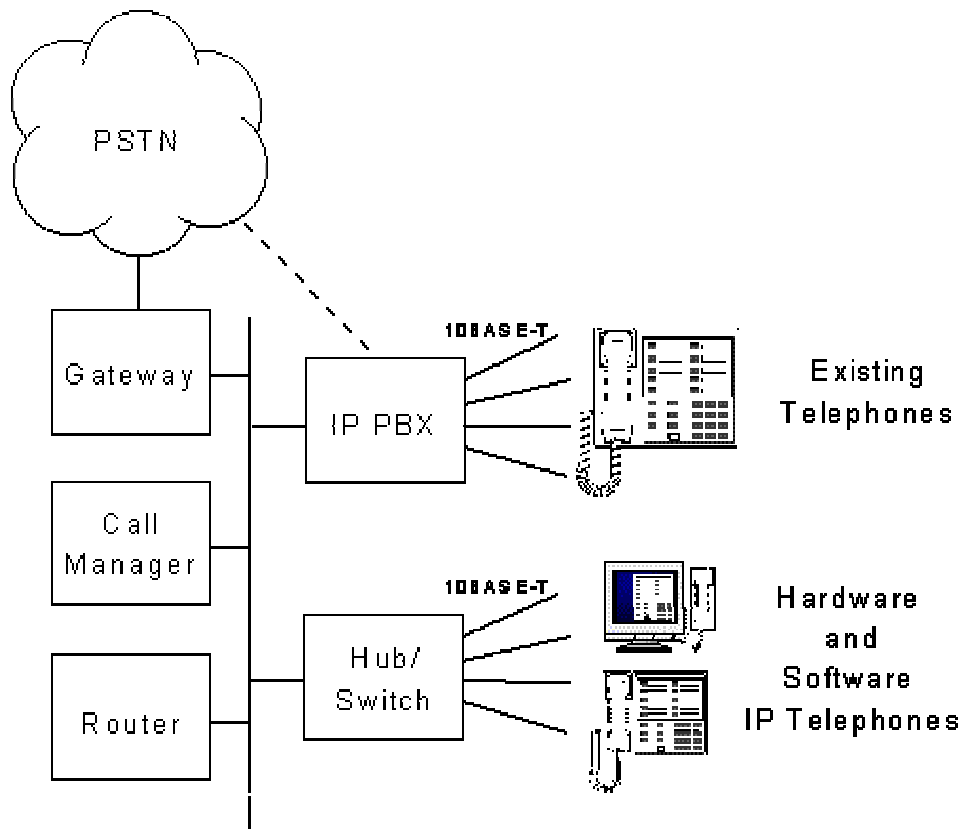 PSTN
Gateway
IP PBX
10BASE-T
Existing
Telephones
Call
Manager
10BASE-T
Hub/
Switch
Hardware
and
Software
IP Telephones
Router